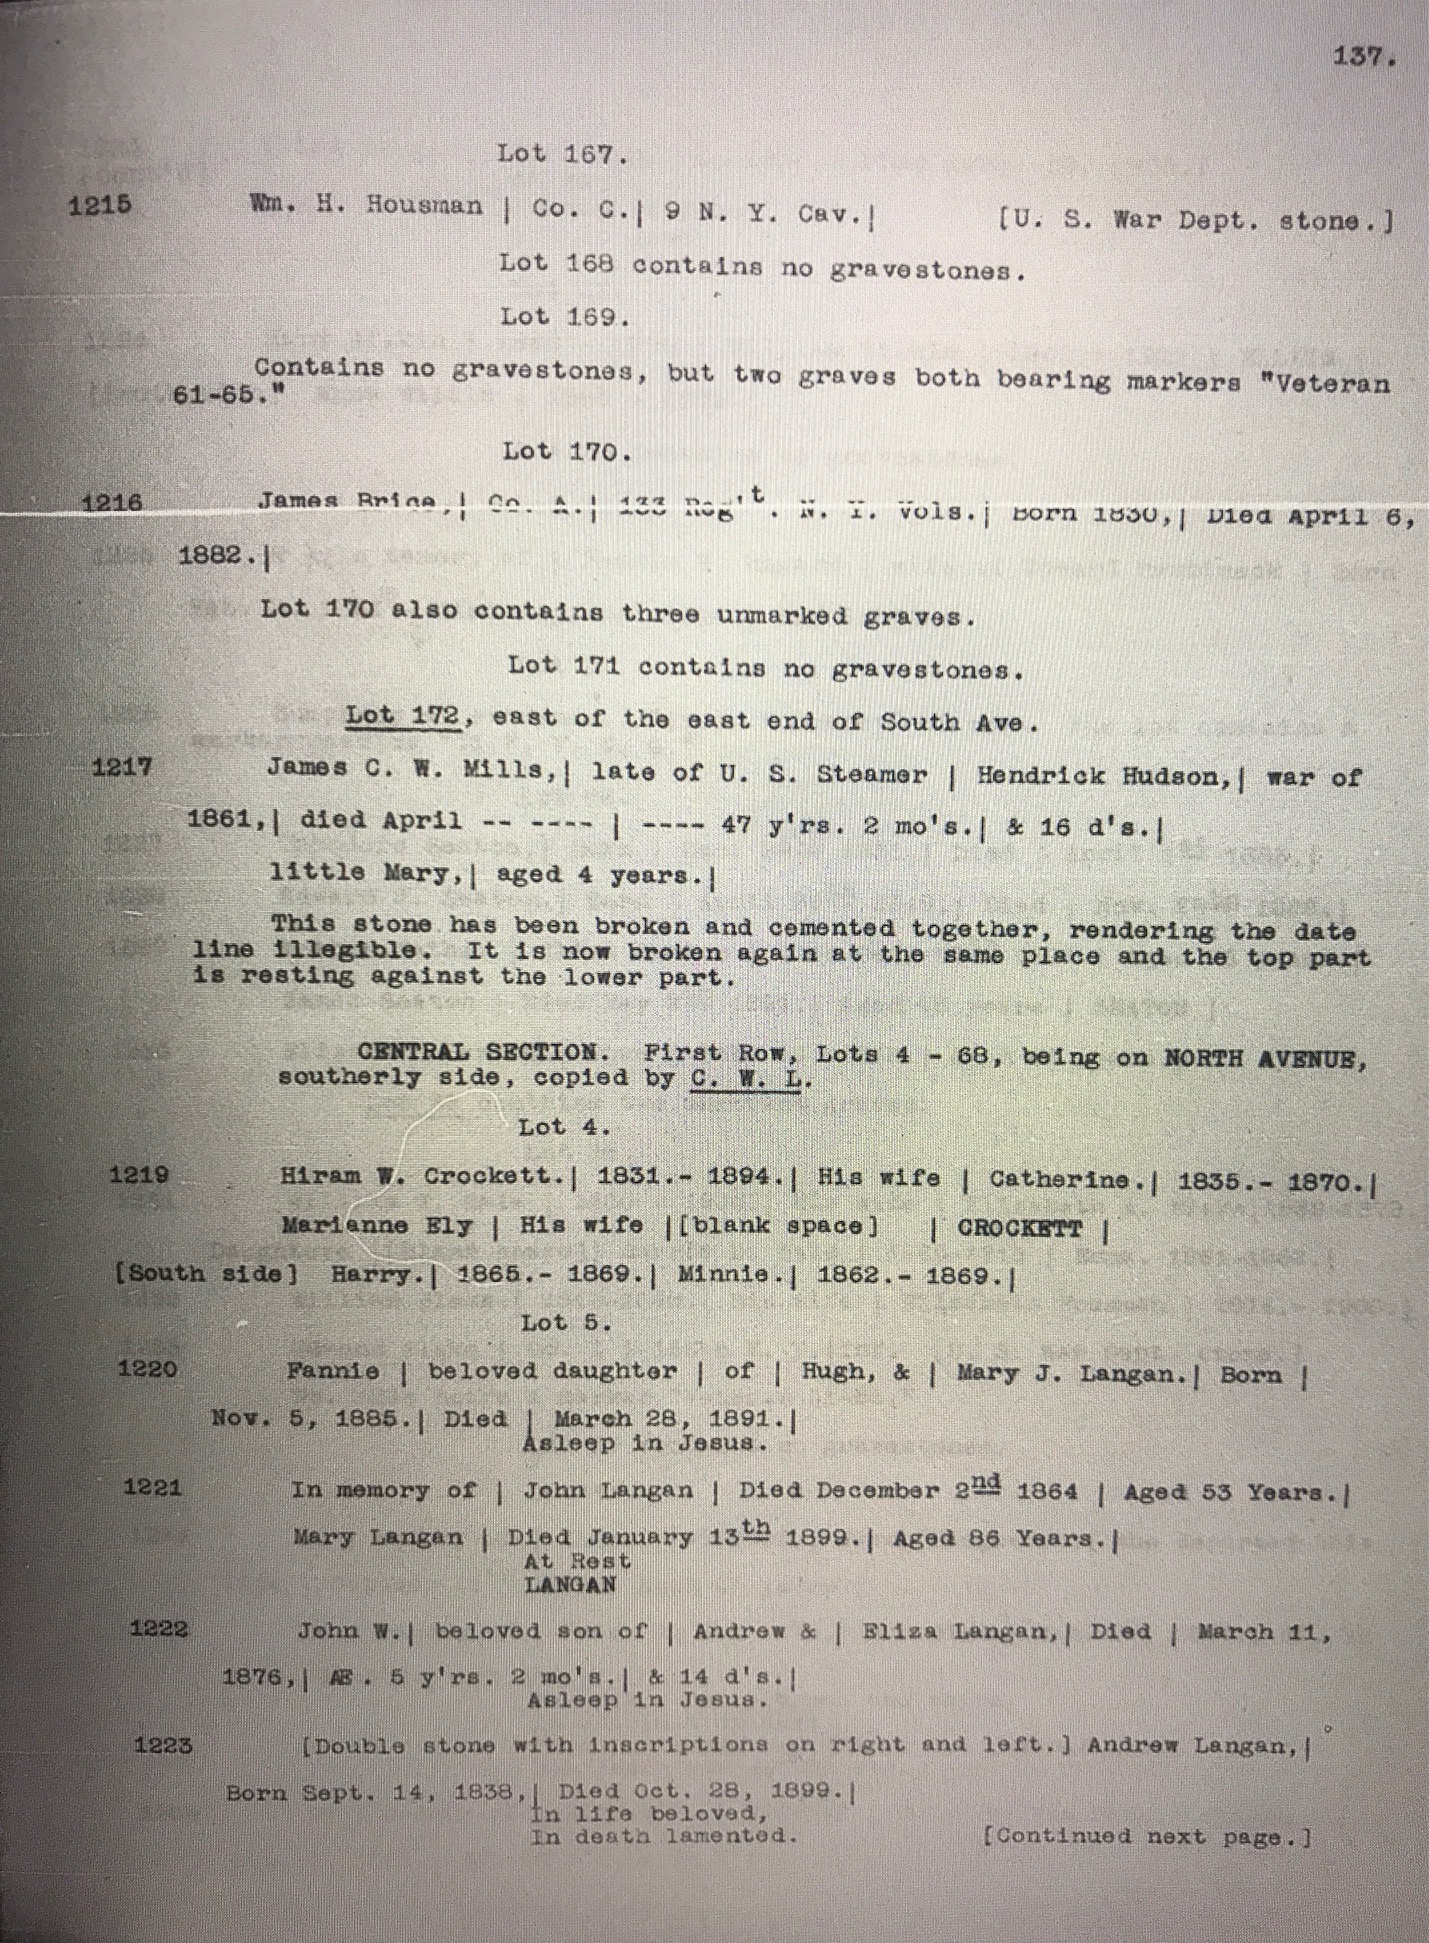 137.
Lot 167.
1215 Wm. H. Housman | Co. C.| 9 N. Y. Cav.| [U. S. War Dept. stone.]
Lot 168 contains no gravestones.
Lot 169.
Contains no gravestones, but two graves both bearing markers "Veteran
61-65."
Lot 170.
1216 James Co. A.| 133 Reg't. N. Y. Vols.| Born Died April 6,
1882.|
Lot 170 also contains three unmarked graves.
Lot 171 contains no gravestones.
Lot 172, east of the east end of South Ave.
1217 James C. W. Mills,| late of U. S. Steamer | Hendrick Hudson,| war of
1861,| died April -- ---- | ---- 47 y'rs. 2 mo's.| & 16 d's.|
little Mary,| aged 4 years.|
This stone has been broken and cemented together, rendering the date
line illegible. It is now broken again at the same place and the top part
is resting against the lower part.
CENTRAL SECTION. First Row, Lots 4 - 68, being on NORTH AVENUE,
southerly side, copied by C. W. L.
Lot 4.
1219 Hiram W. Crockett.| 1831.- 1894.| His wife | Catherine.| 1835.- 1870.|
Marianne Ely | His wife |[blank space] | CROCKETT |
[South side] Harry.| 1865.- 1869.| Minnie.| 1862.- 1869.|
Lot 5.
1220 Fannie | beloved daughter | of | Hugh, & | Mary J. Langan.| Born |
Nov. 5, 1885.| Died | March 28, 1891.|
Asleep in Jesus.
1221 In memory of | John Langan | Died December 2nd 1864 | Aged 53 Years.|
Mary Langan | Died January 13th 1899.| Aged 86 Years.|
At Rest
LANGAN
1222 John W.| beloved son of | Andrew & | Eliza Langan,| Died | March 11,
1876,| Æ. 5 y'rs. 2 mo's.| & 14 d's.|
Asleep in Jesus.
1223 [Double stone with inscriptions on right and left.] Andrew Langan,|
Born Sept. 14, 1838,| Died Oct. 28, 1899.|
In life beloved,
In death lamented. [Continued next page.]